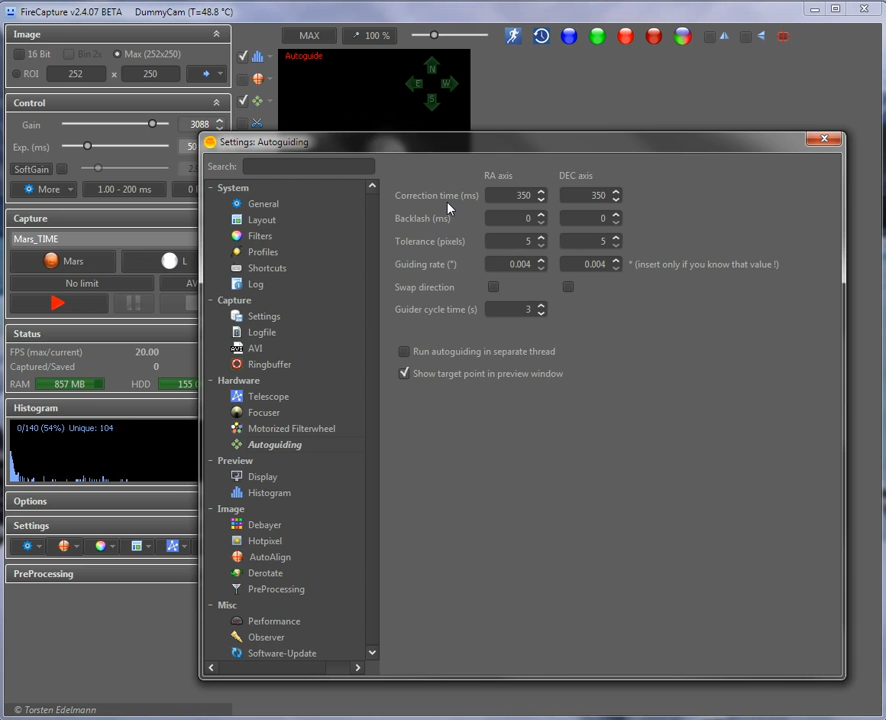 FireCapture v2.4.07 BETA DummyCam (T=48.8 °C)
Image
16 Bit Bin 2x Max (252x250)
ROI 252 x 250
Control
Gain 3088
Exp. (ms) 50
SoftGain
More 1.00 - 200 ms
Capture
Mars_TIME
Mars L
No limit
Status
FPS (max/current) 20.00
Captured/Saved 0
RAM 857 MB HDD 155
Histogram
0/140 (54%) Unique: 104
Options
Settings
PreProcessing
© Torsten Edelmann
MAX 100 %
Autoguide
N
E W
S
Settings: Autoguiding
Search:
System
General
Layout
Filters
Profiles
Shortcuts
Log
Capture
Settings
Logfile
AVI AVI
Ringbuffer
Hardware
Telescope
Focuser
Motorized Filterwheel
Autoguiding
Preview
Display
Histogram
Image
Debayer
Hotpixel
AutoAlign
Derotate
PreProcessing
Misc
Performance
Observer
Software-Update
RA axis DEC axis
Correction time (ms) 350 350
Backlash (ms) 0 0
Tolerance (pixels) 5 5
Guiding rate (") 0.004 0.004 * (insert only if you know that value !)
Swap direction
Guider cycle time (s) 3
Run autoguiding in separate thread
Show target point in preview window